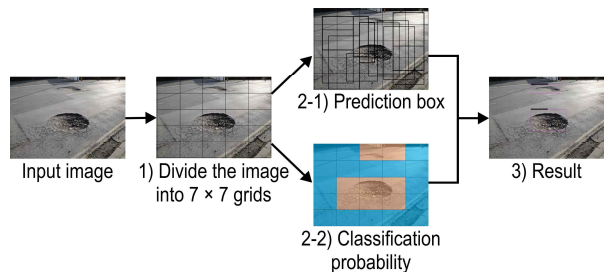 Input image
1) Divide the image
into 7 × 7 grids
2-1) Prediction box
2-2) Classification
probability
3) Result